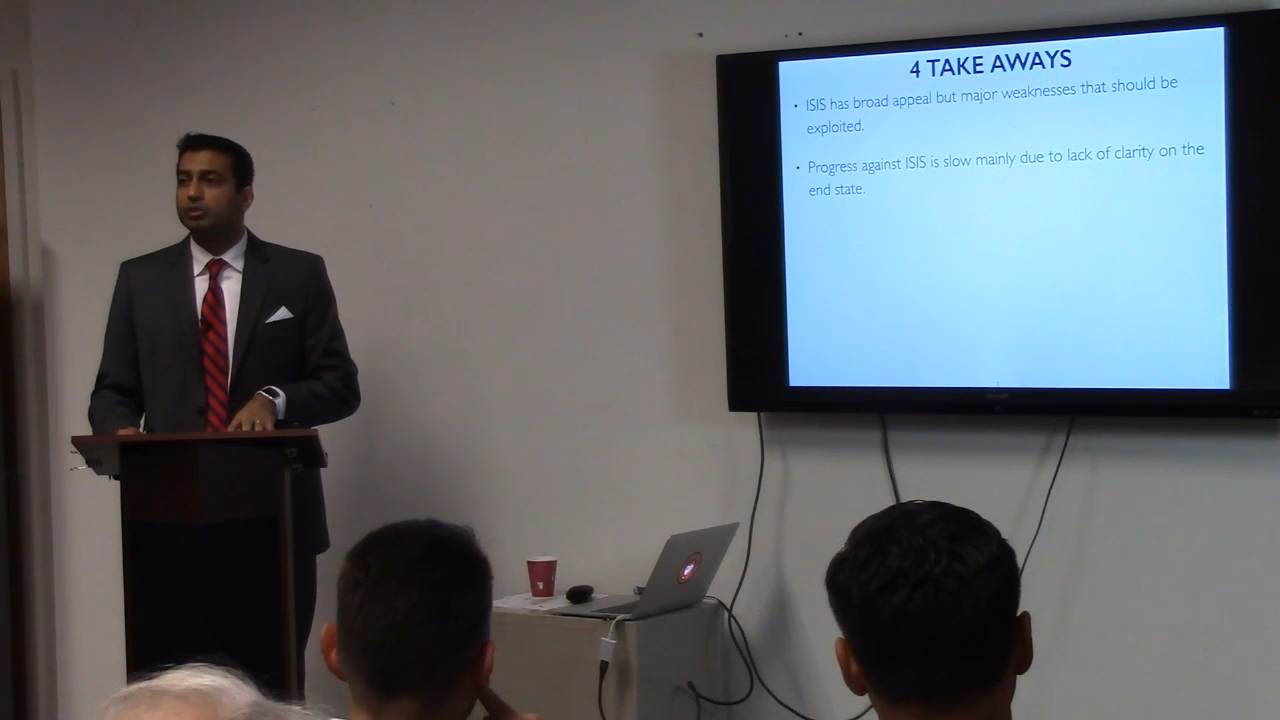 4 TAKE AWAYS
• ISIS has broad appeal but major weaknesses that should be
exploited.
• Progress against ISIS is slow mainly due to lack of clarity on the
end state.